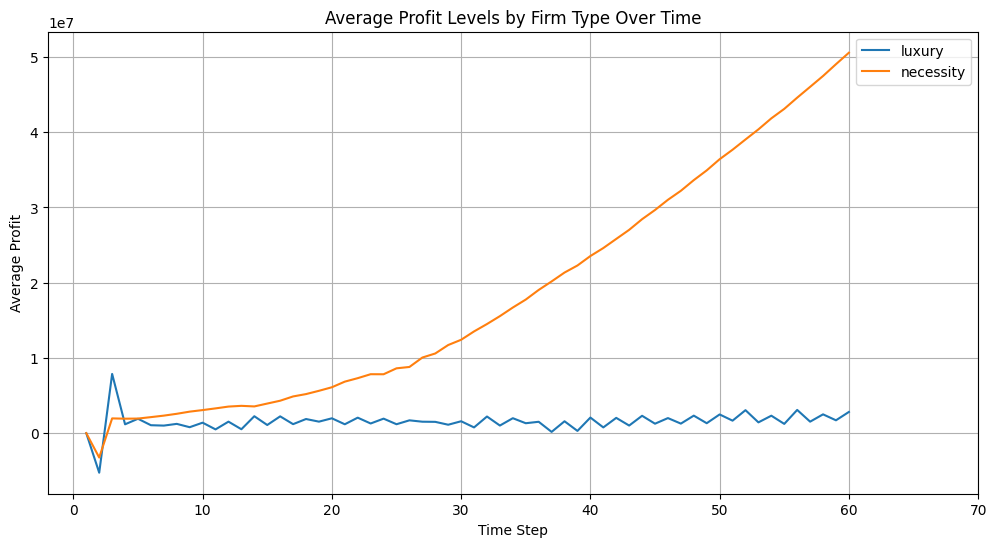 Average Profit Levels by Firm Type Over Time
1e7
luxury
necessity
5
4
3
2
1
0
Average Profit
0 10 20 30 40 50 60 70
Time Step